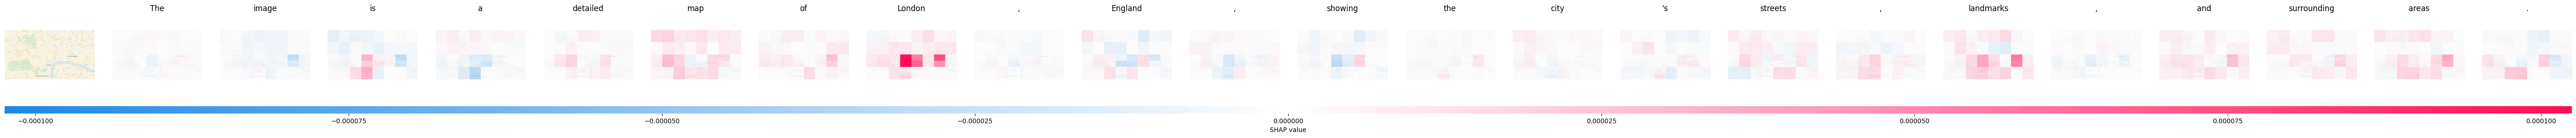 The image is a detailed map of London , England , showing the city 's streets , landmarks , and surrounding areas .
−0.000100 −0.000075 −0.000050 −0.000025 0.000000 0.000025 0.000050 0.000075 0.000100
SHAP value